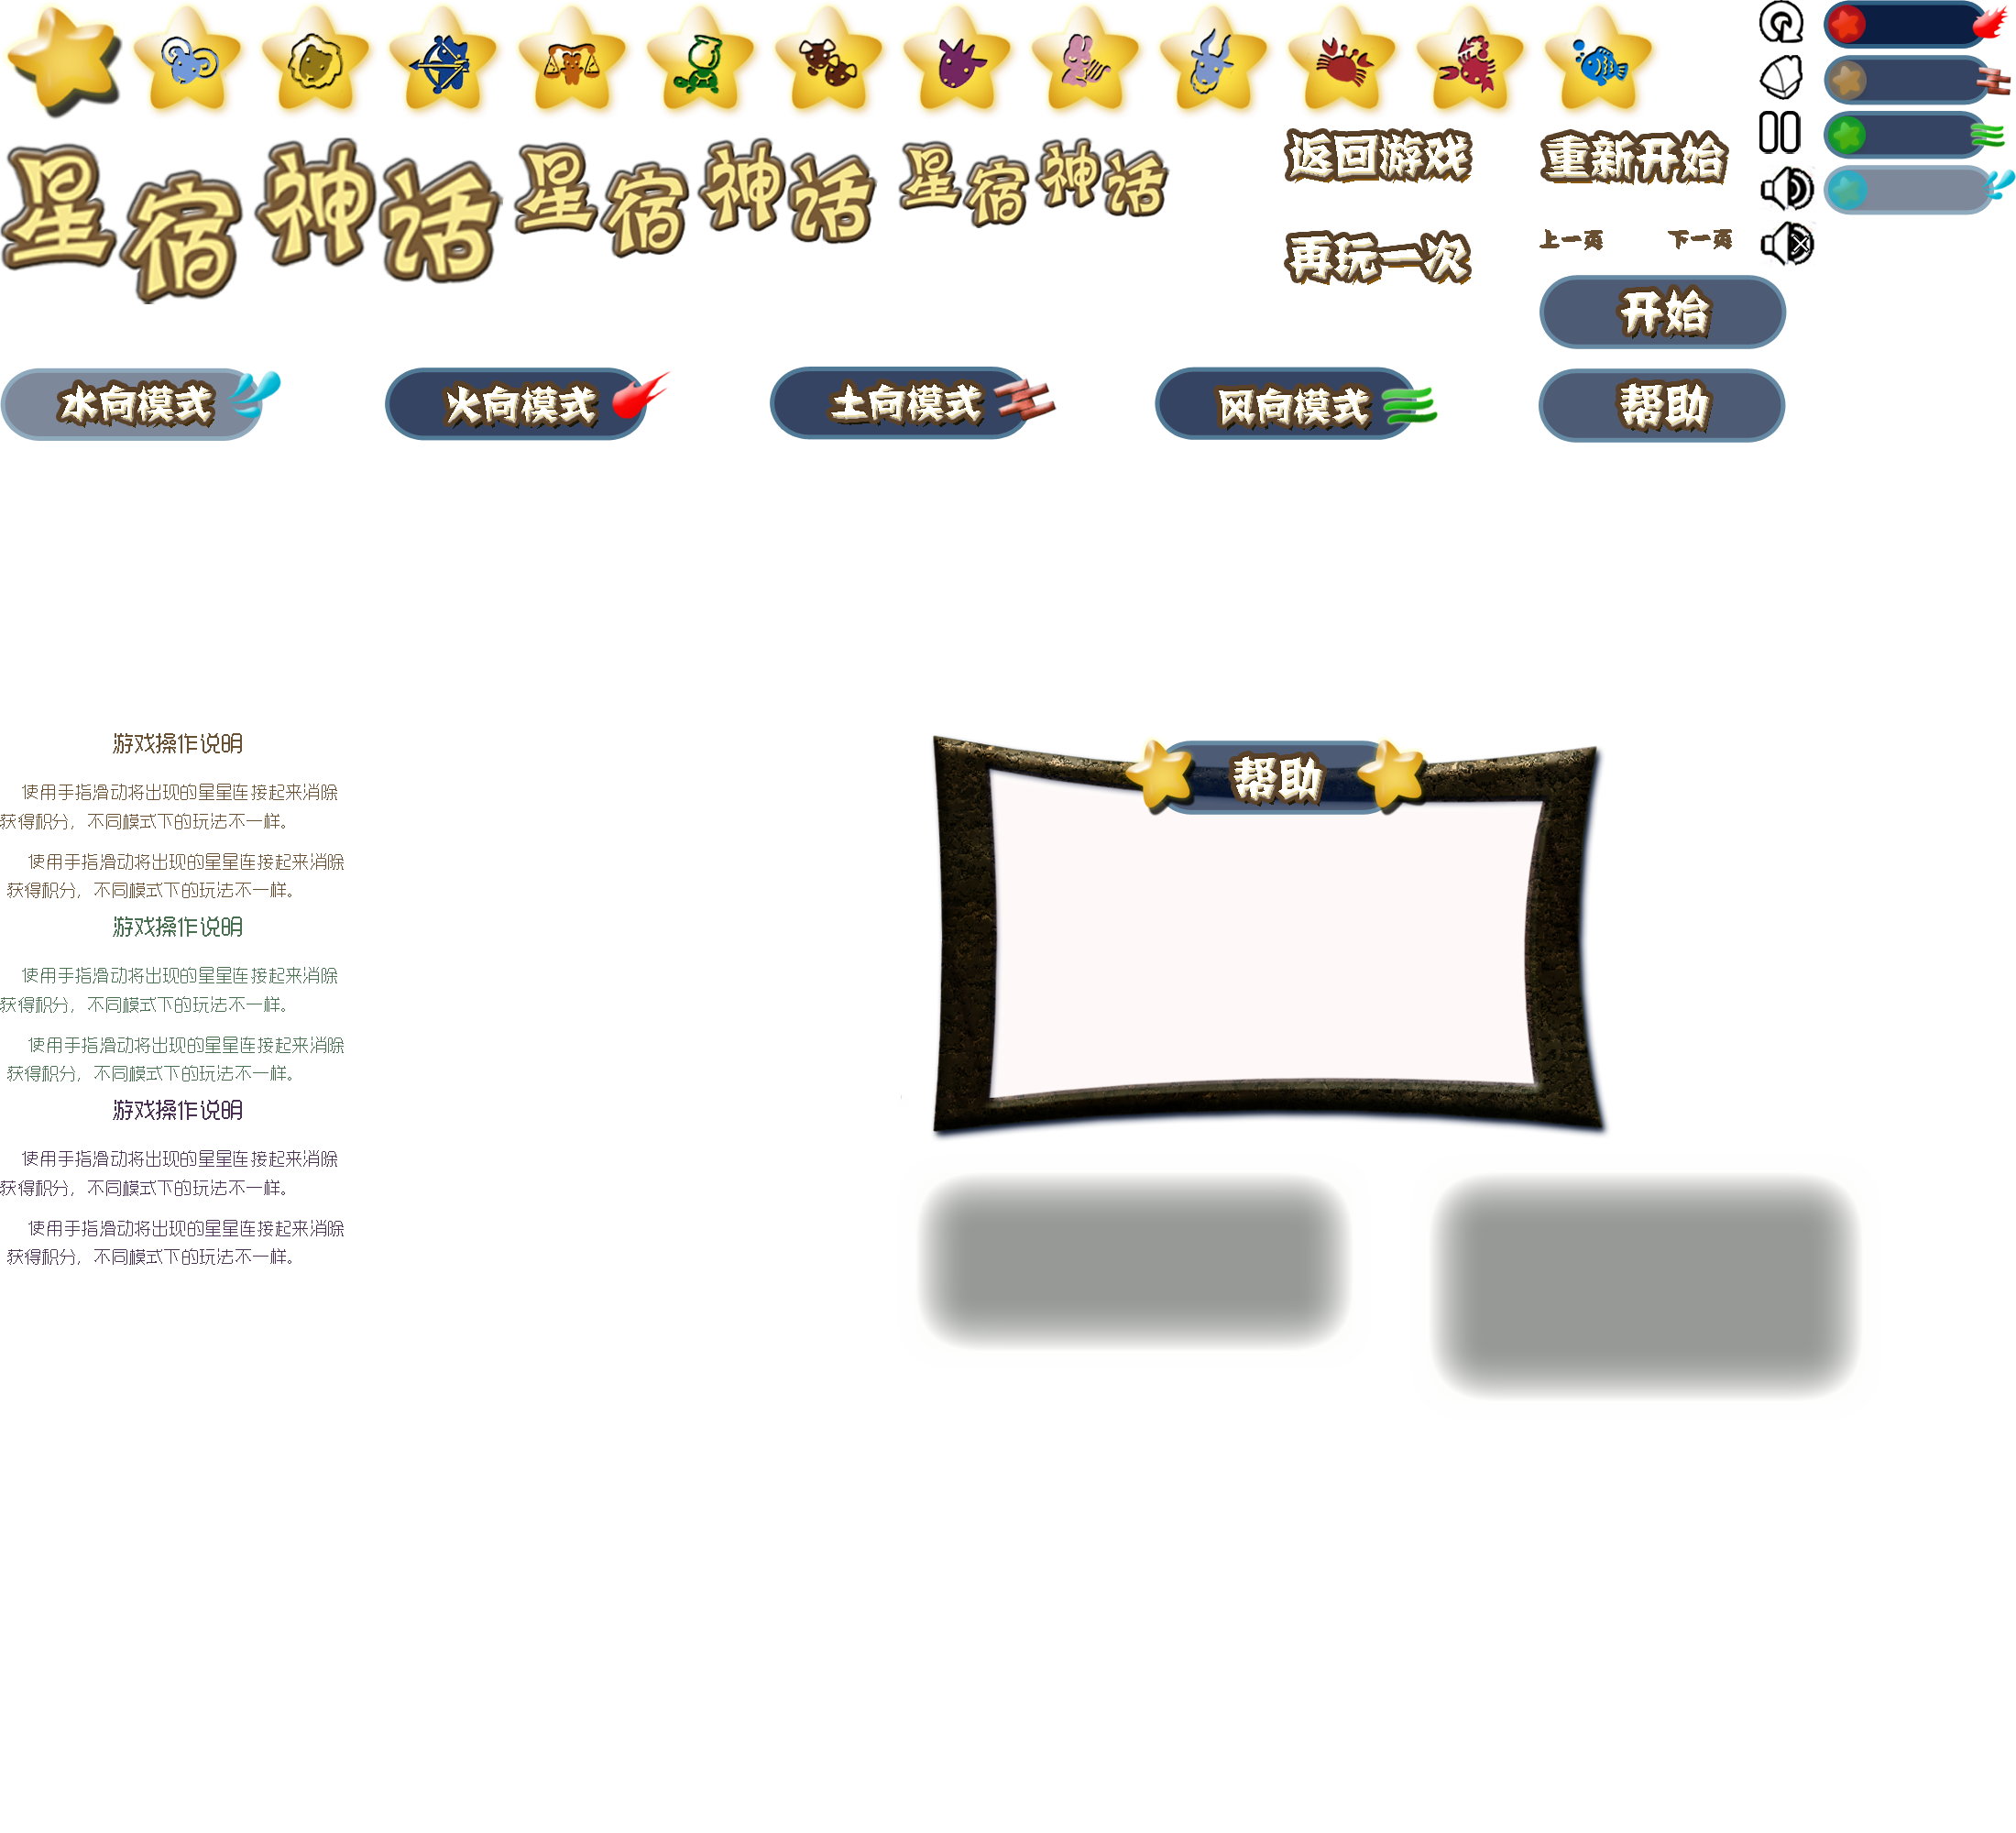 星宿神话
星宿神话
星宿神话
返回游戏
重新开始
再玩一次
上一页
下一页
开始
水向模式
火向模式
土向模式
风向模式
帮助
游戏操作说明
使用手指滑动将出现的星星连接起来消除
获得积分，不同模式下的玩法不一样。
使用手指滑动将出现的星星连接起来消除
获得积分，不同模式下的玩法不一样。
游戏操作说明
使用手指滑动将出现的星星连接起来消除
获得积分，不同模式下的玩法不一样。
使用手指滑动将出现的星星连接起来消除
获得积分，不同模式下的玩法不一样。
游戏操作说明
使用手指滑动将出现的星星连接起来消除
获得积分，不同模式下的玩法不一样。
使用手指滑动将出现的星星连接起来消除
获得积分，不同模式下的玩法不一样。
帮助